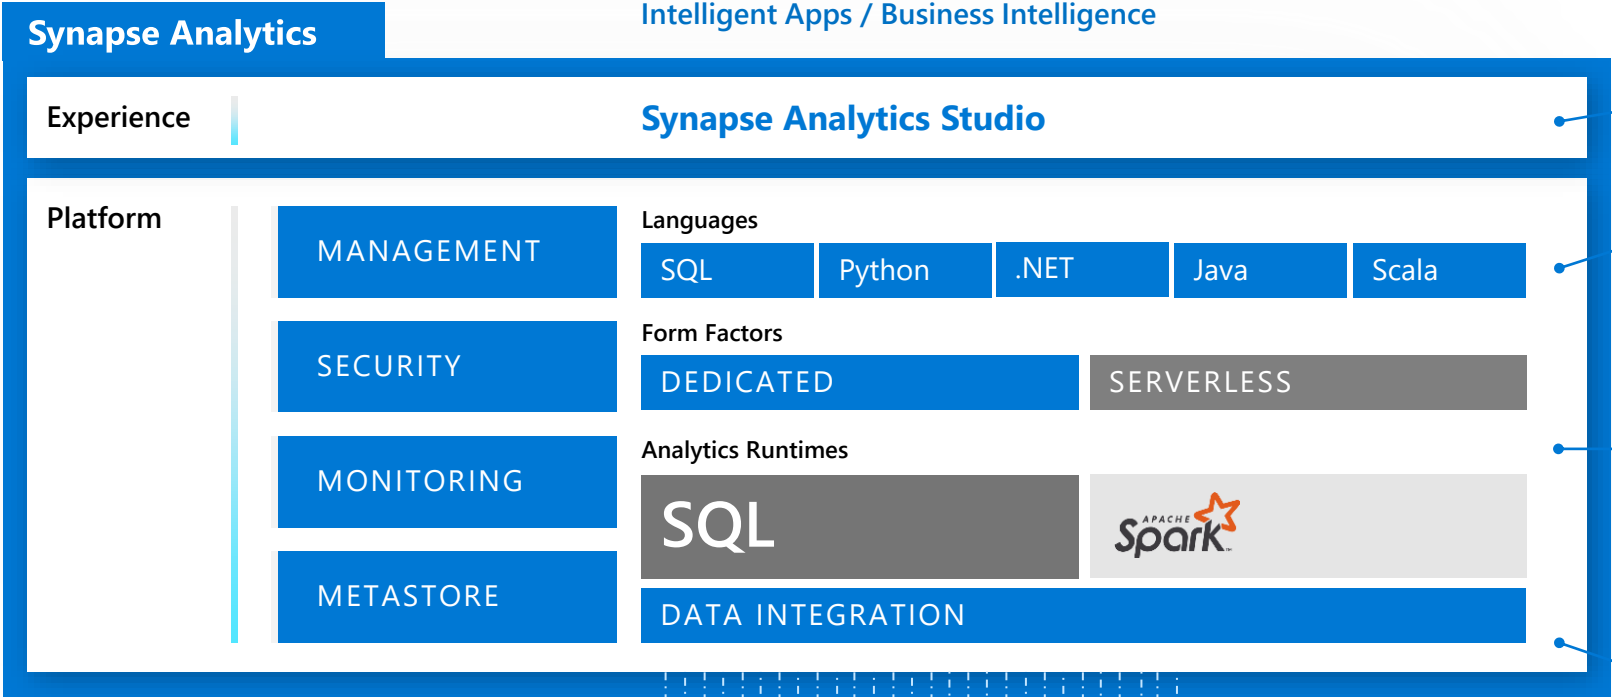 Intelligent Apps / Business Intelligence
Synapse Analytics
Experience
Synapse Analytics Studio
Platform
MANAGEMENT
SECURITY
MONITORING
METASTORE
Languages
SQL
Python
.NET
Java
Scala
Form Factors
DEDICATED
SERVERLESS
Analytics Runtimes
SQL
APACHE
Spark™
DATA INTEGRATION